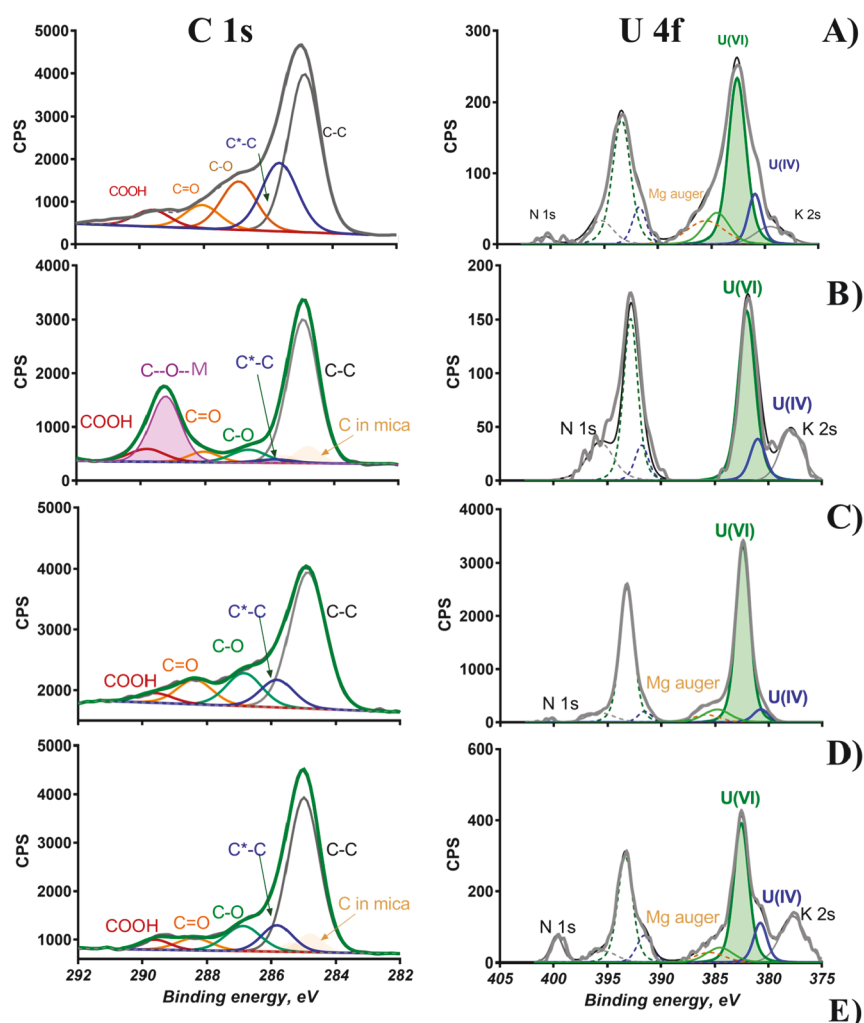 C 1s
U 4f
A)
5000
4000
3000
2000
1000
0
CPS
COOH
C=O
C-O
C*-C
C-C
300
200
100
0
CPS
U(VI)
U(IV)
Mg auger
N 1s
K 2s
B)
4000
3000
2000
1000
0
CPS
C--O--M
COOH
C=O
C-O
C*-C
C-C
C in mica
200
150
100
50
0
CPS
U(VI)
U(IV)
N 1s
K 2s
C)
5000
4000
3000
2000
CPS
COOH
C=O
C-O
C*-C
C-C
4000
3000
2000
1000
0
CPS
U(VI)
U(IV)
Mg auger
N 1s
D)
5000
4000
3000
2000
1000
CPS
COOH
C=O
C-O
C*-C
C-C
C in mica
292 290 288 286 284 282
Binding energy, eV
600
400
200
0
CPS
U(VI)
U(IV)
Mg auger
N 1s
K 2s
405 400 395 390 385 380 375
Binding energy, eV
E)